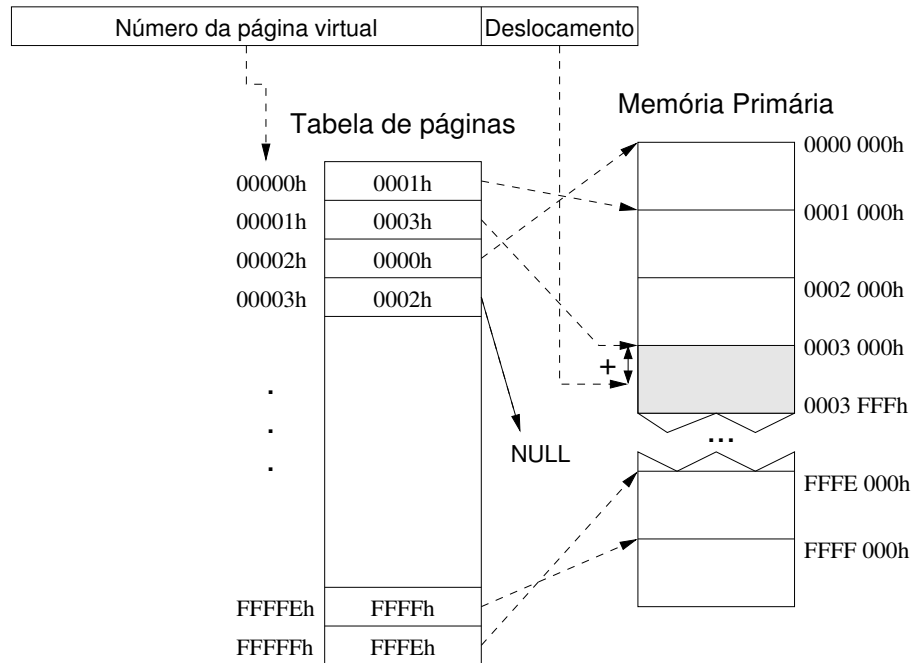 Número da página virtual Deslocamento
Memória Primária
Tabela de páginas
0000 000h
00000h 0001h
0001 000h
00001h 0003h
00002h 0000h
0002 000h
00003h 0002h
0003 000h
+
0003 FFFh
...
NULL
.
.
.
FFFE 000h
FFFF 000h
FFFFEh FFFFh
FFFFFh FFFEh